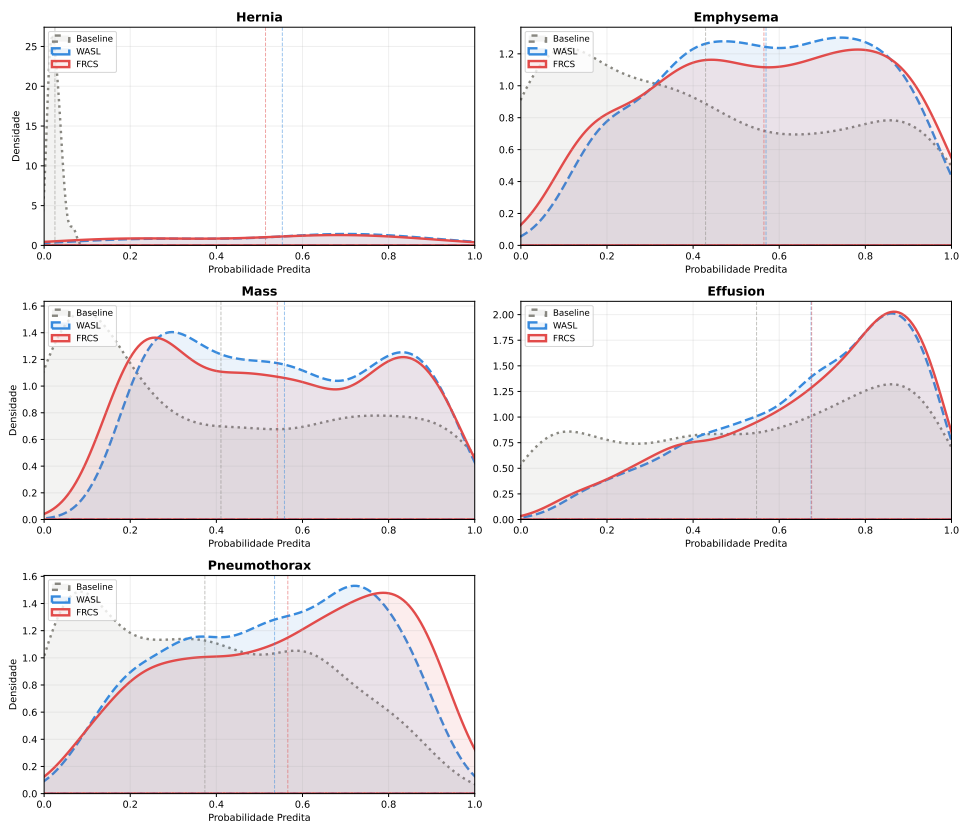 Hernia
Densidade
25
20
15
10
5
0
0.0 0.2 0.4 0.6 0.8 1.0
Probabilidade Predita
Baseline
WASL
FRCS
Emphysema
1.2
1.0
0.8
0.6
0.4
0.2
0.0
0.0 0.2 0.4 0.6 0.8 1.0
Probabilidade Predita
Baseline
WASL
FRCS
Mass
Densidade
1.6
1.4
1.2
1.0
0.8
0.6
0.4
0.2
0.0
0.0 0.2 0.4 0.6 0.8 1.0
Probabilidade Predita
Baseline
WASL
FRCS
Effusion
2.00
1.75
1.50
1.25
1.00
0.75
0.50
0.25
0.00
0.0 0.2 0.4 0.6 0.8 1.0
Probabilidade Predita
Baseline
WASL
FRCS
Pneumothorax
Densidade
1.6
1.4
1.2
1.0
0.8
0.6
0.4
0.2
0.0
0.0 0.2 0.4 0.6 0.8 1.0
Probabilidade Predita
Baseline
WASL
FRCS